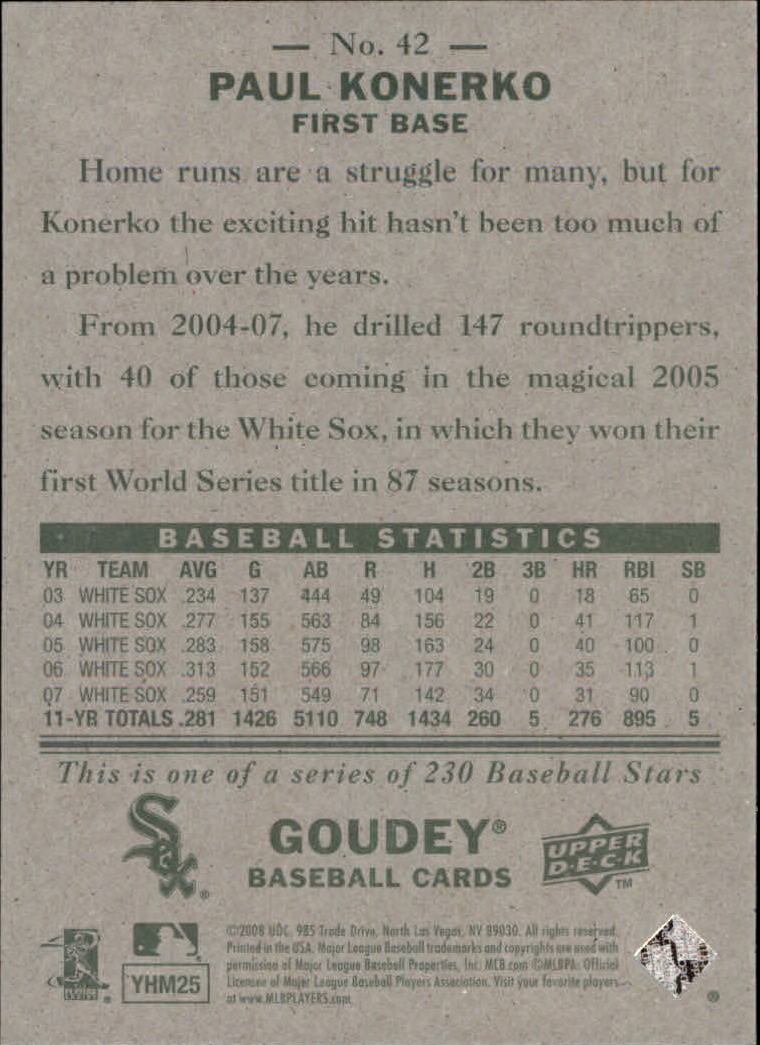 — No. 42 —
PAUL KONERKO
FIRST BASE
Home runs are a struggle for many, but for
Konerko the exciting hit hasn't been too much of
a problem over the years.
From 2004-07, he drilled 147 roundtrippers,
with 40 of those coming in the magical 2005
season for the White Sox, in which they won their
first World Series title in 87 seasons.
BASEBALL STATISTICS
YR TEAM AVG G AB R H 2B 3B HR RBI SB
03 WHITE SOX .234 137 444 49 104 19 0 18 65 0
04 WHITE SOX .277 155 563 84 156 22 0 41 117 1
05 WHITE SOX .283 158 575 98 163 24 0 40 100 0
06 WHITE SOX .313 152 566 97 177 30 0 35 113 1
07 WHITE SOX .259 151 549 71 142 34 0 31 90 0
11-YR TOTALS .281 1426 5110 748 1434 260 5 276 895 5
This is one of a series of 230 Baseball Stars
Sox ®
GOUDEY®
BASEBALL CARDS
UPPER
D·E·C·K TM
YHM25
©2008 UDC. 985 Trade Drive, North Las Vegas, NV 89030. All rights reserved.
Printed in the USA. Major League Baseball trademarks and copyrights are used with
permission of Major League Baseball Properties, Inc. MLB.com ©MLBPA. Official
Licensee of Major League Baseball Players Association. Visit your favorite players
at www.MLBPLAYERS.com.